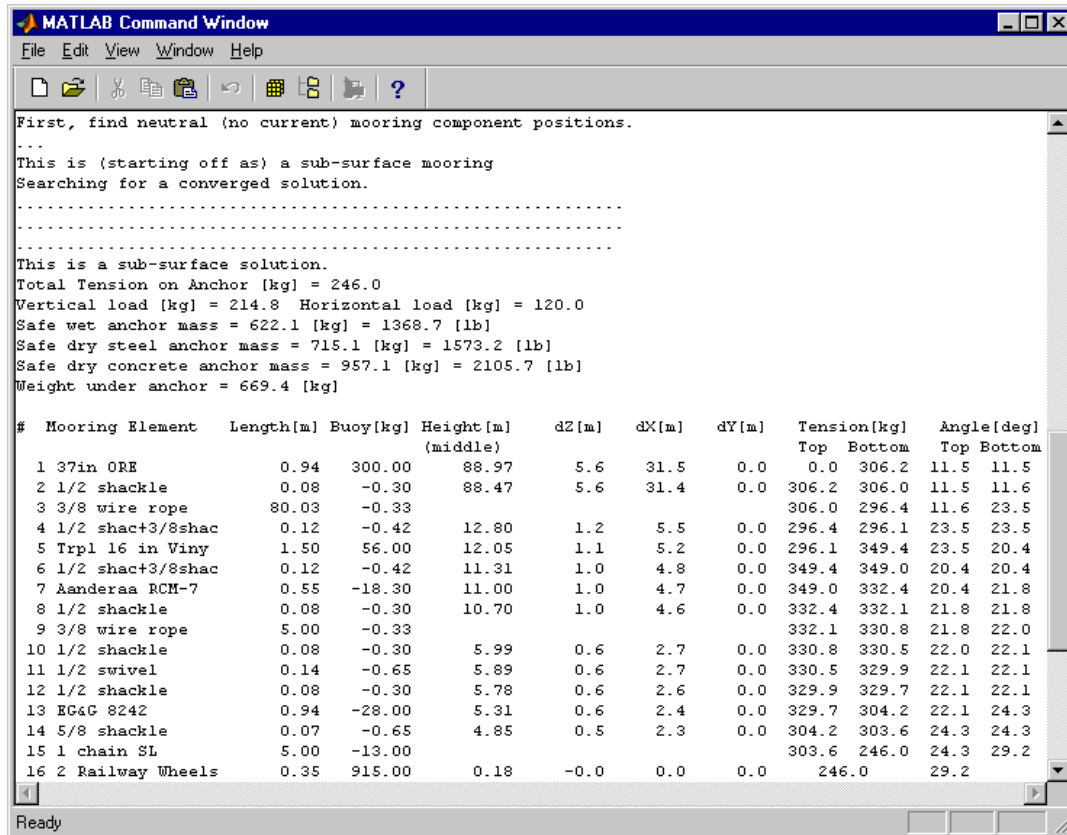 MATLAB Command Window
File Edit View Window Help
First, find neutral (no current) mooring component positions.
...
This is (starting off as) a sub-surface mooring
Searching for a converged solution.
............................................................
............................................................
...........................................................
This is a sub-surface solution.
Total Tension on Anchor [kg] = 246.0
Vertical load [kg] = 214.8 Horizontal load [kg] = 120.0
Safe wet anchor mass = 622.1 [kg] = 1368.7 [lb]
Safe dry steel anchor mass = 715.1 [kg] = 1573.2 [lb]
Safe dry concrete anchor mass = 957.1 [kg] = 2105.7 [lb]
Weight under anchor = 669.4 [kg]
# Mooring Element Length[m] Buoy[kg] Height[m] dZ[m] dX[m] dY[m] Tension[kg] Angle[deg]
(middle) Top Bottom Top Bottom
1 37in ORE 0.94 300.00 88.97 5.6 31.5 0.0 0.0 306.2 11.5 11.5
2 1/2 shackle 0.08 -0.30 88.47 5.6 31.4 0.0 306.2 306.0 11.5 11.6
3 3/8 wire rope 80.03 -0.33 306.0 296.4 11.6 23.5
4 1/2 shac+3/8shac 0.12 -0.42 12.80 1.2 5.5 0.0 296.4 296.1 23.5 23.5
5 Trpl 16 in Viny 1.50 56.00 12.05 1.1 5.2 0.0 296.1 349.4 23.5 20.4
6 1/2 shac+3/8shac 0.12 -0.42 11.31 1.0 4.8 0.0 349.4 349.0 20.4 20.4
7 Aanderaa RCM-7 0.55 -18.30 11.00 1.0 4.7 0.0 349.0 332.4 20.4 21.8
8 1/2 shackle 0.08 -0.30 10.70 1.0 4.6 0.0 332.4 332.1 21.8 21.8
9 3/8 wire rope 5.00 -0.33 332.1 330.8 21.8 22.0
10 1/2 shackle 0.08 -0.30 5.99 0.6 2.7 0.0 330.8 330.5 22.0 22.1
11 1/2 swivel 0.14 -0.65 5.89 0.6 2.7 0.0 330.5 329.9 22.1 22.1
12 1/2 shackle 0.08 -0.30 5.78 0.6 2.6 0.0 329.9 329.7 22.1 22.1
13 EG&G 8242 0.94 -28.00 5.31 0.6 2.4 0.0 329.7 304.2 22.1 24.3
14 5/8 shackle 0.07 -0.65 4.85 0.5 2.3 0.0 304.2 303.6 24.3 24.3
15 1 chain SL 5.00 -13.00 303.6 246.0 24.3 29.2
16 2 Railway Wheels 0.35 915.00 0.18 -0.0 0.0 0.0 246.0 29.2
Ready